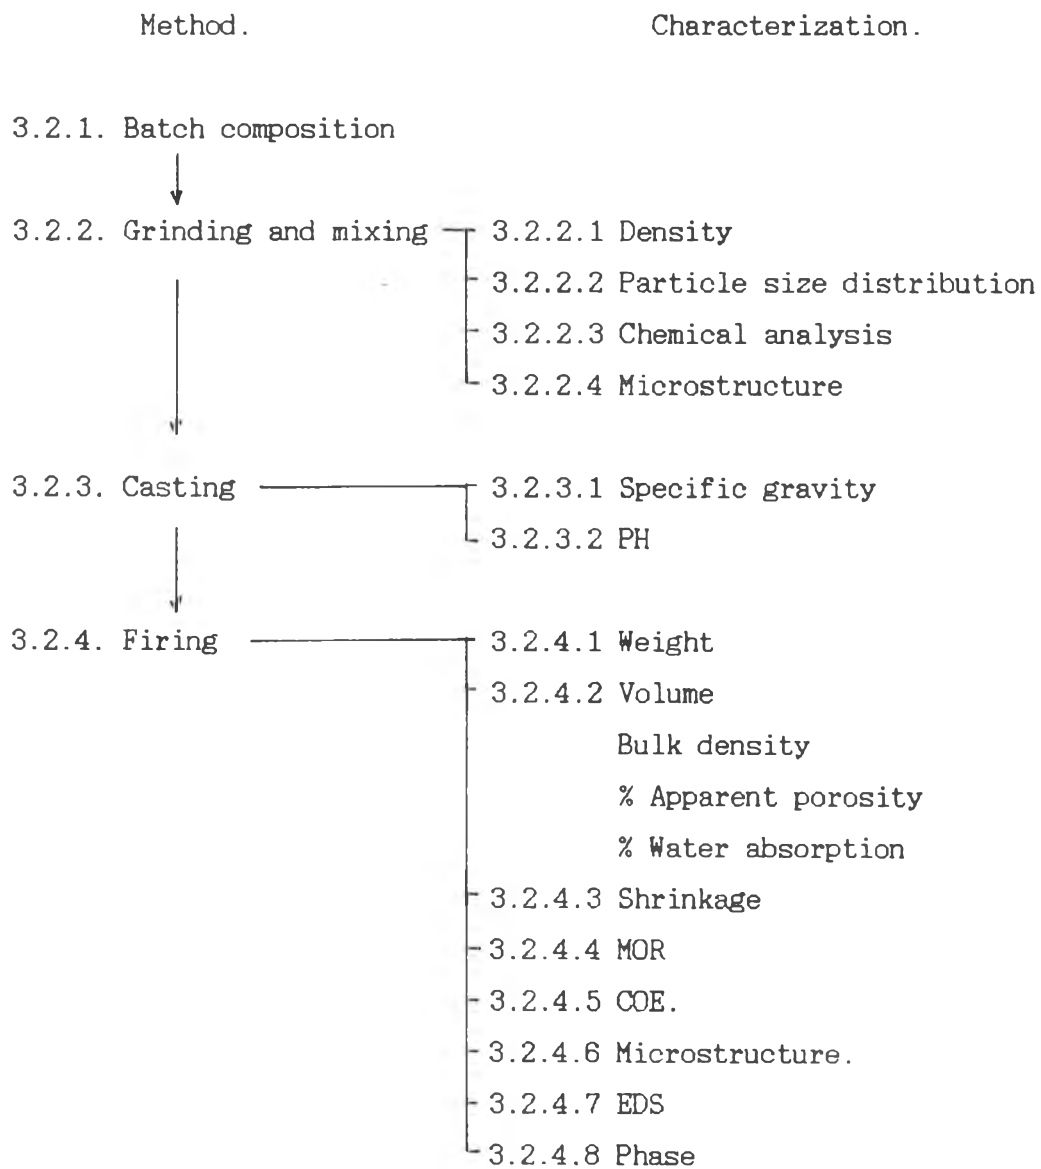 Method. Characterization.
3.2.1. Batch composition
3.2.2. Grinding and mixing 3.2.2.1 Density
3.2.2.2 Particle size distribution
3.2.2.3 Chemical analysis
3.2.2.4 Microstructure
3.2.3. Casting 3.2.3.1 Specific gravity
3.2.3.2 PH
3.2.4. Firing 3.2.4.1 Weight
3.2.4.2 Volume
Bulk density
% Apparent porosity
% Water absorption
3.2.4.3 Shrinkage
3.2.4.4 MOR
3.2.4.5 COE.
3.2.4.6 Microstructure.
3.2.4.7 EDS
3.2.4.8 Phase